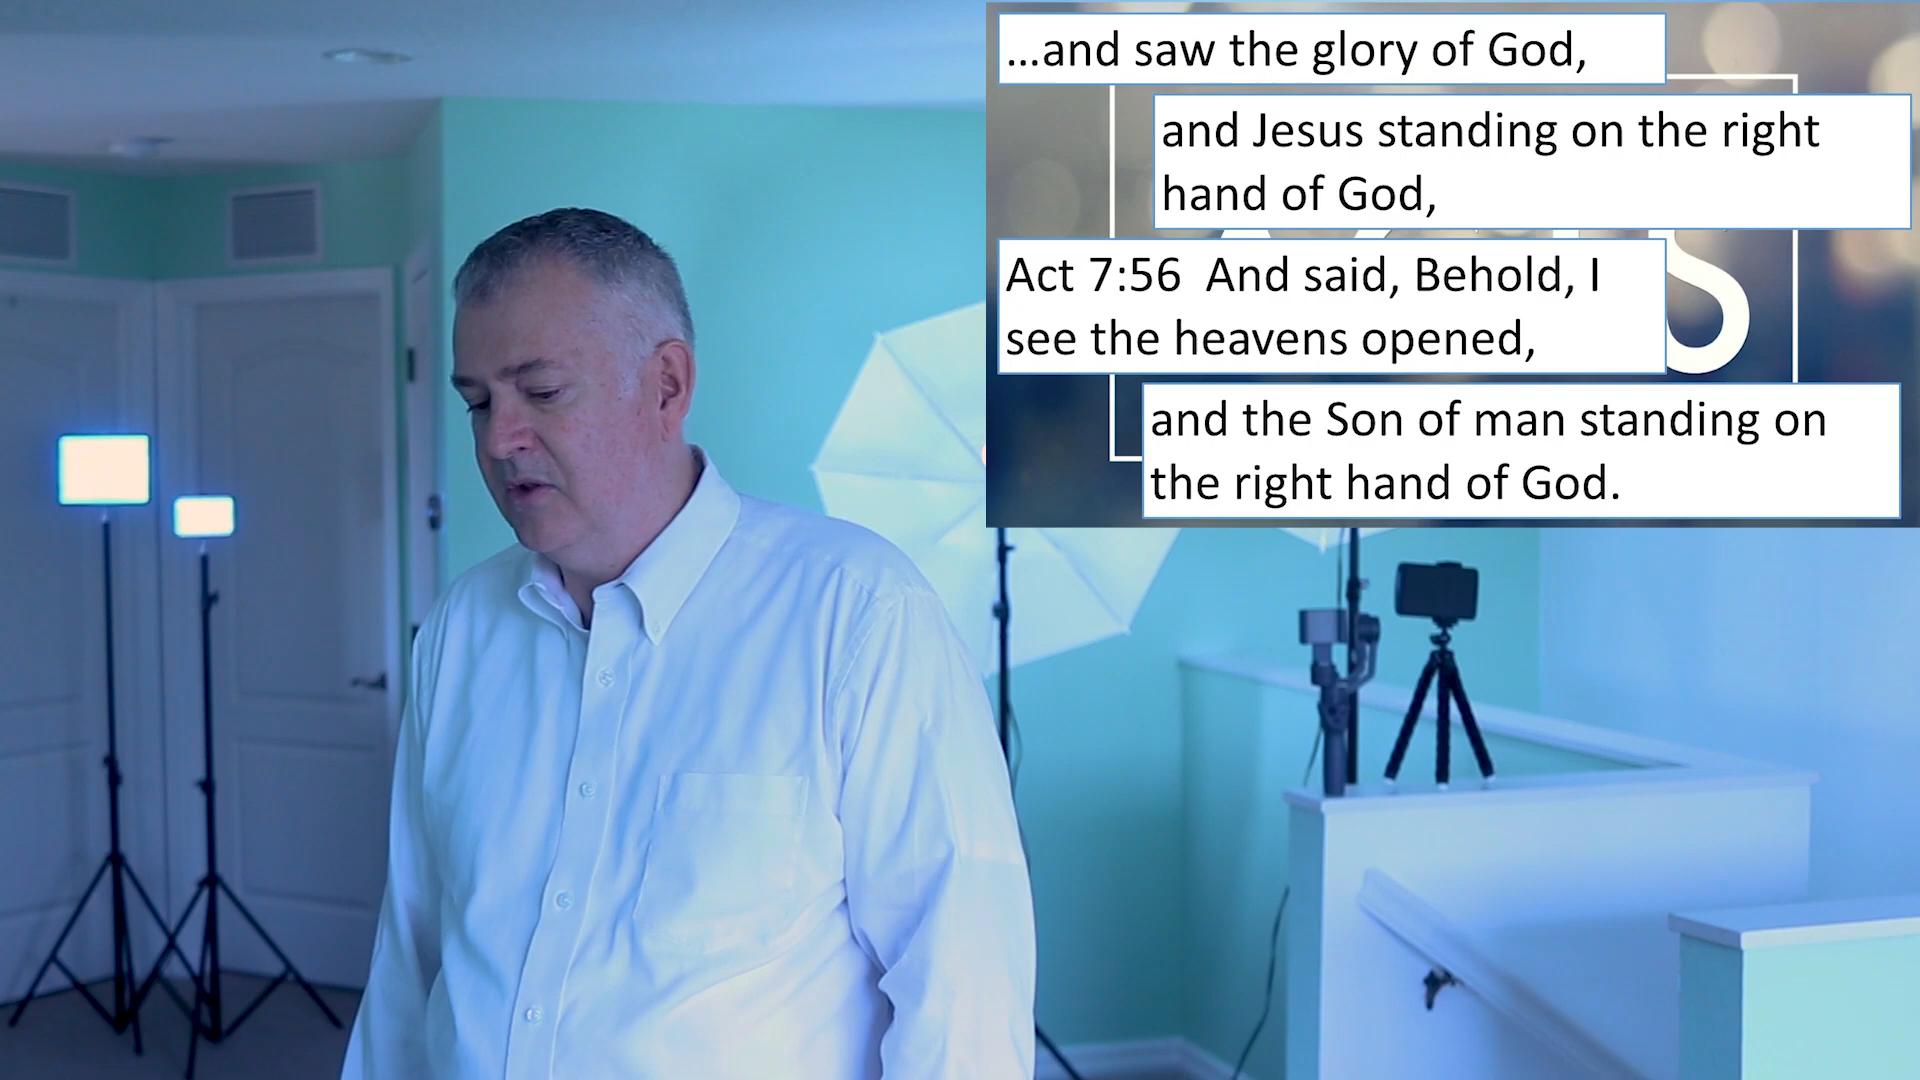 …and saw the glory of God,
and Jesus standing on the right
hand of God,
Act 7:56  And said, Behold, I
see the heavens opened,
and the Son of man standing on
the right hand of God.